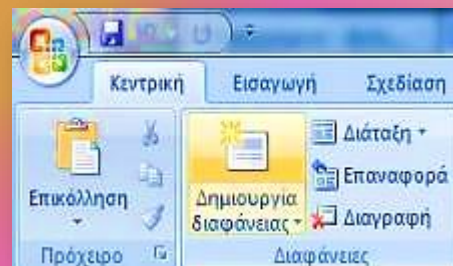 Κεντρική Εισαγωγή Σχεδίαση
Επικόλληση
Δημιουργία
διαφάνειας
Διάταξη
Επαναφορά
Διαγραφή
Πρόχειρο
Διαφάνειες